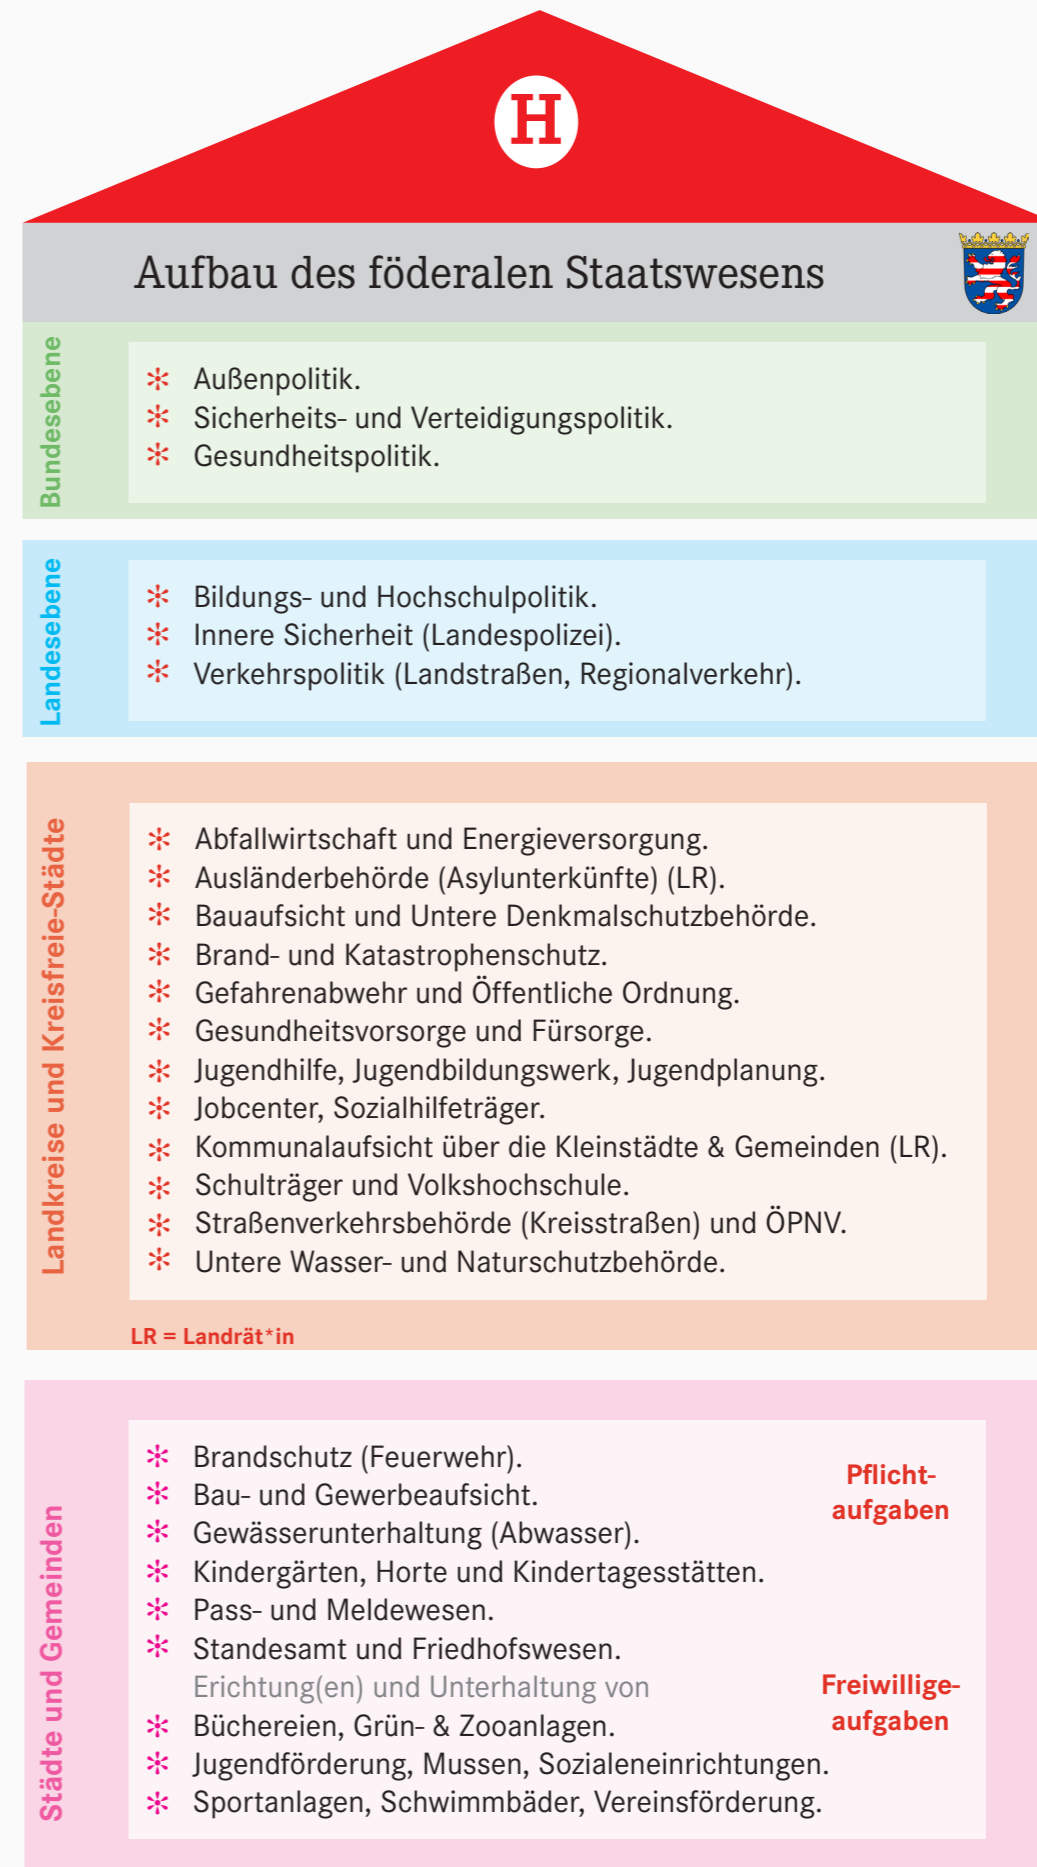 H
Aufbau des föderalen Staatswesens
Bundesebene
* Außenpolitik.
* Sicherheits- und Verteidigungspolitik.
* Gesundheitspolitik.
Landesebene
* Bildungs- und Hochschulpolitik.
* Innere Sicherheit (Landespolizei).
* Verkehrspolitik (Landstraßen, Regionalverkehr).
Landkreise und Kreisfreie-Städte
* Abfallwirtschaft und Energieversorgung.
* Ausländerbehörde (Asylunterkünfte) (LR).
* Bauaufsicht und Untere Denkmalschutzbehörde.
* Brand- und Katastrophenschutz.
* Gefahrenabwehr und Öffentliche Ordnung.
* Gesundheitsvorsorge und Fürsorge.
* Jugendhilfe, Jugendbildungswerk, Jugendplanung.
* Jobcenter, Sozialhilfeträger.
* Kommunalaufsicht über die Kleinstädte & Gemeinden (LR).
* Schulträger und Volkshochschule.
* Straßenverkehrsbehörde (Kreisstraßen) und ÖPNV.
* Untere Wasser- und Naturschutzbehörde.
LR = Landrät*in
Städte und Gemeinden
* Brandschutz (Feuerwehr).
* Bau- und Gewerbeaufsicht.
* Gewässerunterhaltung (Abwasser).
* Kindergärten, Horte und Kindertagesstätten.
* Pass- und Meldewesen.
* Standesamt und Friedhofswesen.
Pflicht-
aufgaben
Erichtung(en) und Unterhaltung von
* Büchereien, Grün- & Zooanlagen.
* Jugendförderung, Mussen, Sozialeneinrichtungen.
* Sportanlagen, Schwimmbäder, Vereinsförderung.
Freiwillige-
aufgaben